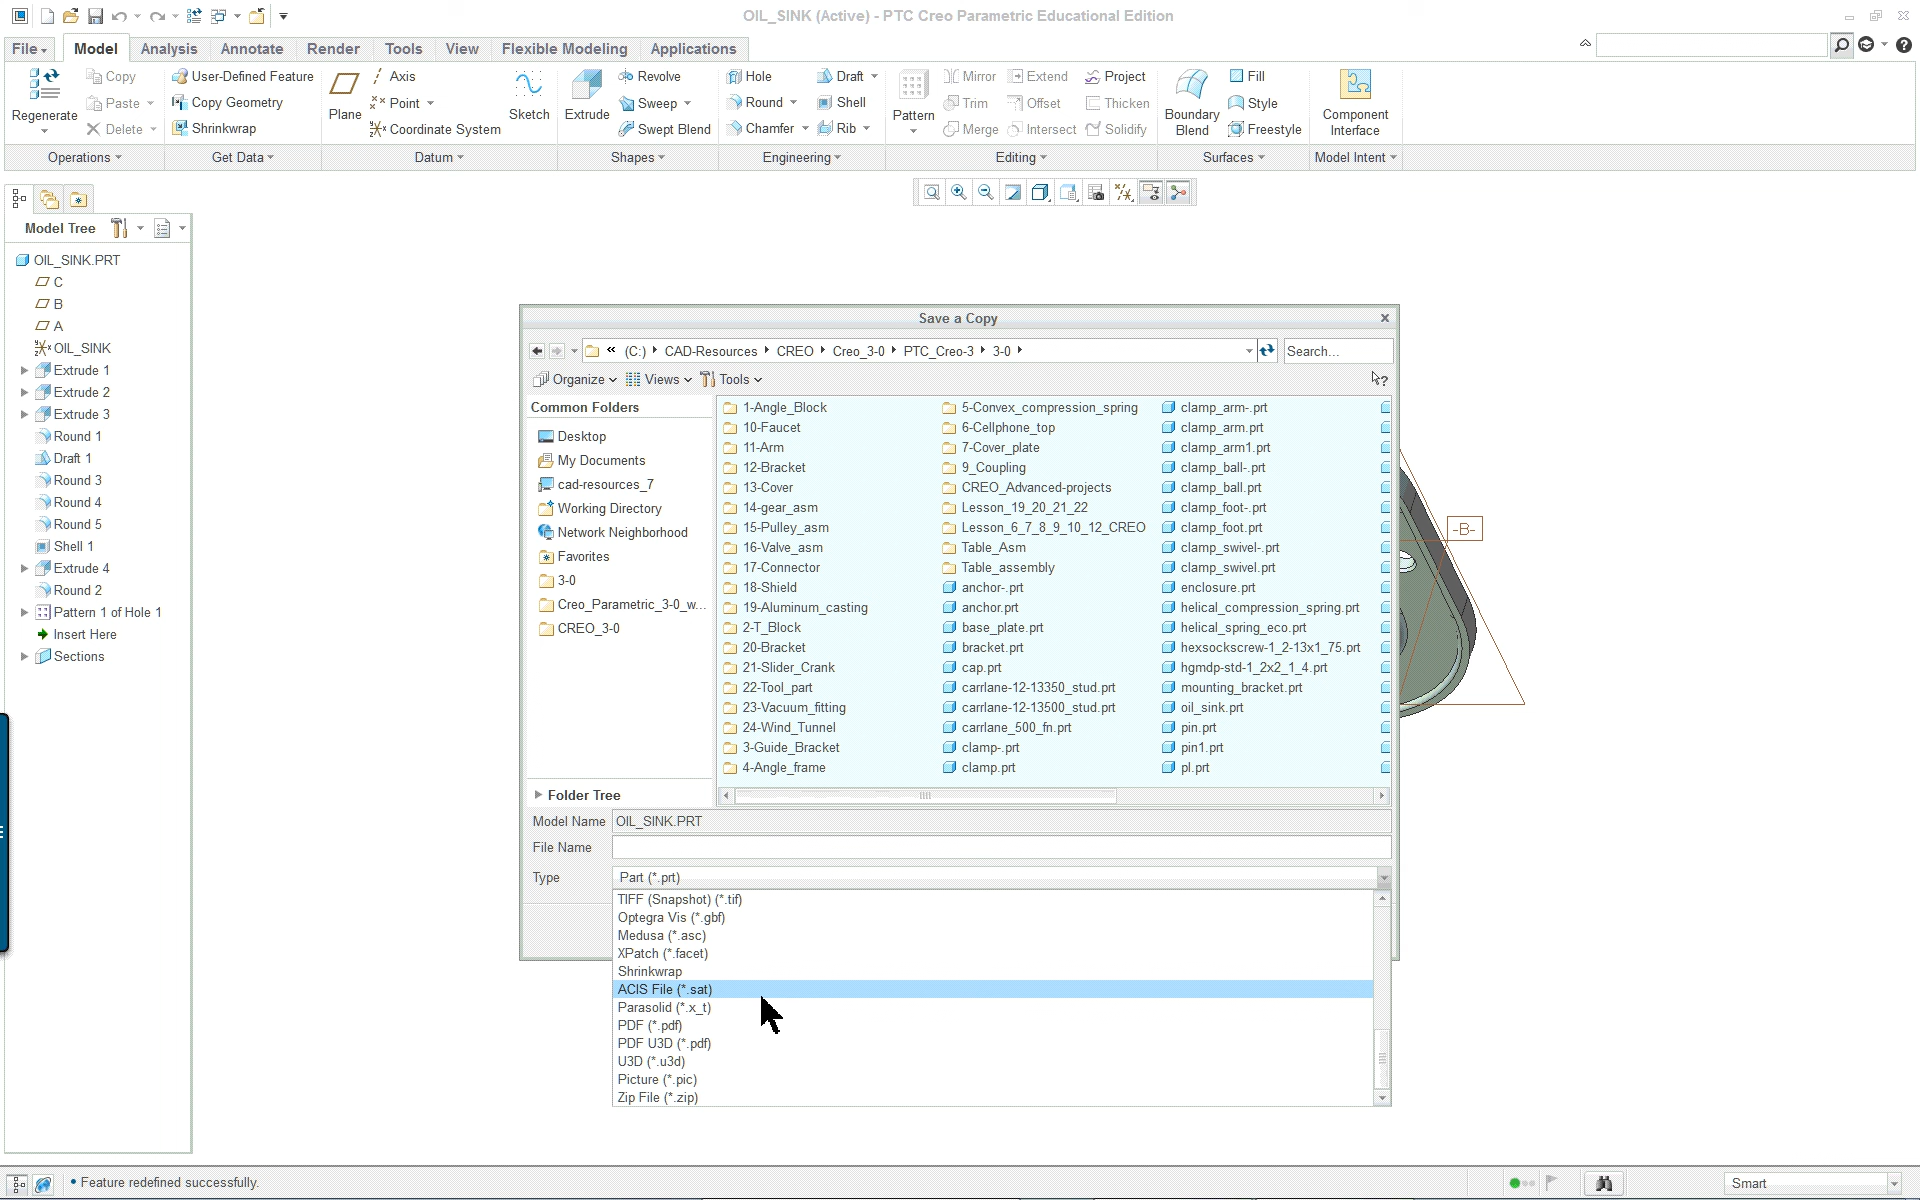 OIL_SINK (Active) - PTC Creo Parametric Educational Edition
File Model Analysis Annotate Render Tools View Flexible Modeling Applications
Regenerate
Copy
Paste
Delete
Operations
User-Defined Feature
Copy Geometry
Shrinkwrap
Get Data
Plane
Axis
Point
Coordinate System
Sketch
Datum
Extrude
Revolve
Sweep
Swept Blend
Shapes
Hole
Round
Chamfer
Draft
Shell
Rib
Engineering
Pattern
Mirror
Trim
Merge
Extend
Offset
Intersect
Project
Thicken
Solidify
Editing
Boundary
Blend
Fill
Style
Freestyle
Surfaces
Component
Interface
Model Intent
Model Tree
OIL_SINK.PRT
C
B
A
OIL_SINK
Extrude 1
Extrude 2
Extrude 3
Round 1
Draft 1
Round 3
Round 4
Round 5
Shell 1
Extrude 4
Round 2
Pattern 1 of Hole 1
Insert Here
Sections
Save a Copy
(C:) CAD-Resources CREO Creo_3-0 PTC_Creo-3 3-0
Search...
Organize Views Tools
Common Folders
Desktop
My Documents
cad-resources_7
Working Directory
Network Neighborhood
Favorites
3-0
Creo_Parametric_3-0_w...
CREO_3-0
Folder Tree
1-Angle_Block
10-Faucet
11-Arm
12-Bracket
13-Cover
14-gear_asm
15-Pulley_asm
16-Valve_asm
17-Connector
18-Shield
19-Aluminum_casting
2-T_Block
20-Bracket
21-Slider_Crank
22-Tool_part
23-Vacuum_fitting
24-Wind_Tunnel
3-Guide_Bracket
4-Angle_frame
5-Convex_compression_spring
6-Cellphone_top
7-Cover_plate
9_Coupling
CREO_Advanced-projects
Lesson_19_20_21_22
Lesson_6_7_8_9_10_12_CREO
Table_Asm
Table_assembly
anchor-.prt
anchor.prt
base_plate.prt
bracket.prt
cap.prt
carrlane-12-13350_stud.prt
carrlane-12-13500_stud.prt
carrlane_500_fn.prt
clamp-.prt
clamp.prt
clamp_arm-.prt
clamp_arm.prt
clamp_arm1.prt
clamp_ball-.prt
clamp_ball.prt
clamp_foot-.prt
clamp_foot.prt
clamp_swivel-.prt
clamp_swivel.prt
enclosure.prt
helical_compression_spring.prt
helical_spring_eco.prt
hexsockscrew-1_2-13x1_75.prt
hgmdp-std-1_2x2_1_4.prt
mounting_bracket.prt
oil_sink.prt
pin.prt
pin1.prt
pl.prt
-B-
Model Name OIL_SINK.PRT
File Name
Type Part (*.prt)
TIFF (Snapshot) (*.tif)
Optegra Vis (*.gbf)
Medusa (*.asc)
XPatch (*.facet)
Shrinkwrap
ACIS File (*.sat)
Parasolid (*.x_t)
PDF (*.pdf)
PDF U3D (*.pdf)
U3D (*.u3d)
Picture (*.pic)
Zip File (*.zip)
• Feature redefined successfully.
Smart